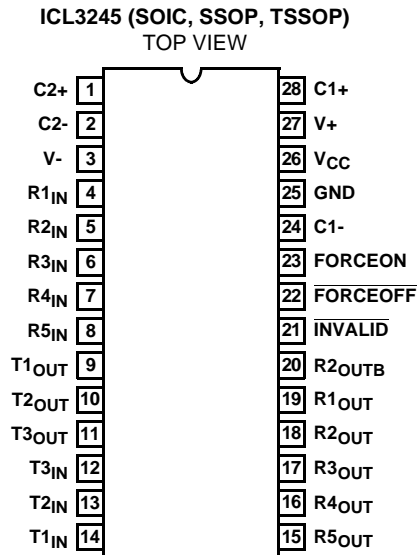 ICL3245 (SOIC, SSOP, TSSOP)
TOP VIEW
C2+ 1 28 C1+
C2- 2 27 V+
V- 3 26 VCC
R1IN 4 25 GND
R2IN 5 24 C1-
R3IN 6 23 FORCEON
R4IN 7 22 FORCEOFF
R5IN 8 21 INVALID
T1OUT 9 20 R2OUTB
T2OUT 10 19 R1OUT
T3OUT 11 18 R2OUT
T3IN 12 17 R3OUT
T2IN 13 16 R4OUT
T1IN 14 15 R5OUT